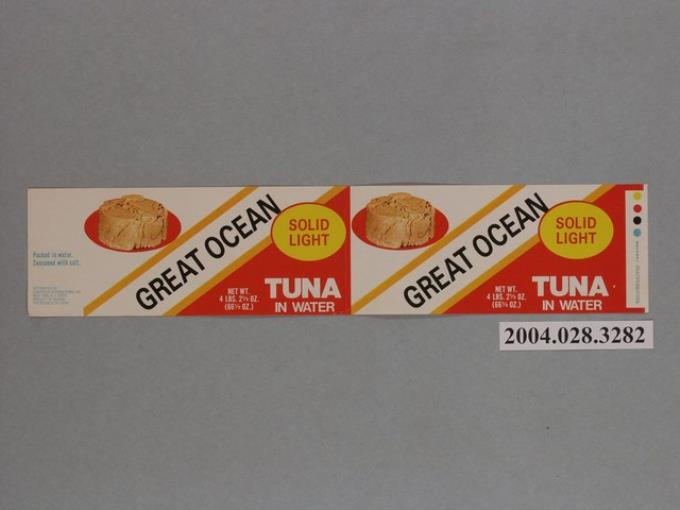 Packed in water.
Seasoned with salt.
GREAT OCEAN
SOLID
LIGHT
NET WT.
4 LBS. 2½ OZ.
(66½ OZ.)
TUNA
IN WATER
GREAT OCEAN
SOLID
LIGHT
NET WT.
4 LBS. 2½ OZ.
(66½ OZ.)
TUNA
IN WATER
2004.028.3282